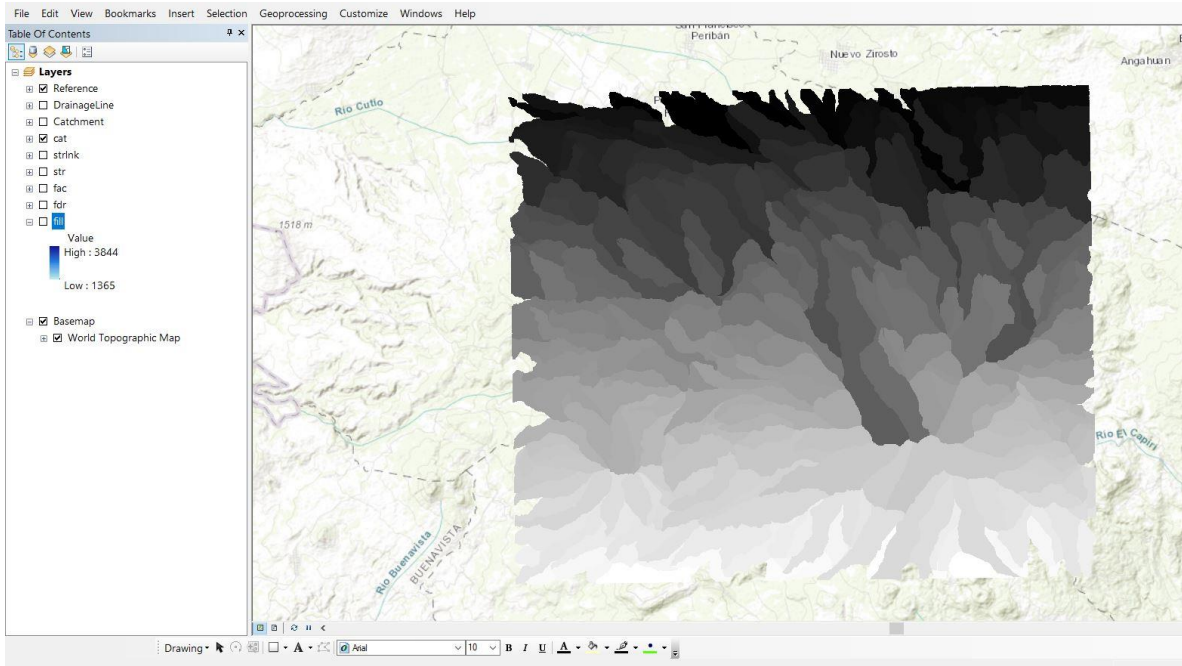 File Edit View Bookmarks Insert Selection Geoprocessing Customize Windows Help
Table Of Contents
Layers
Reference
DrainageLine
Catchment
cat
strlnk
str
fac
fdr
fill
Value
High : 3844
Low : 1365
Basemap
World Topographic Map
Peribán
Nuevo Zirosto
Angahuan
Rio Cutio
1518 m
Rio El Capiri
Rio Buenavista
BUENAVISTA
Drawing A Arial 10 B I U A